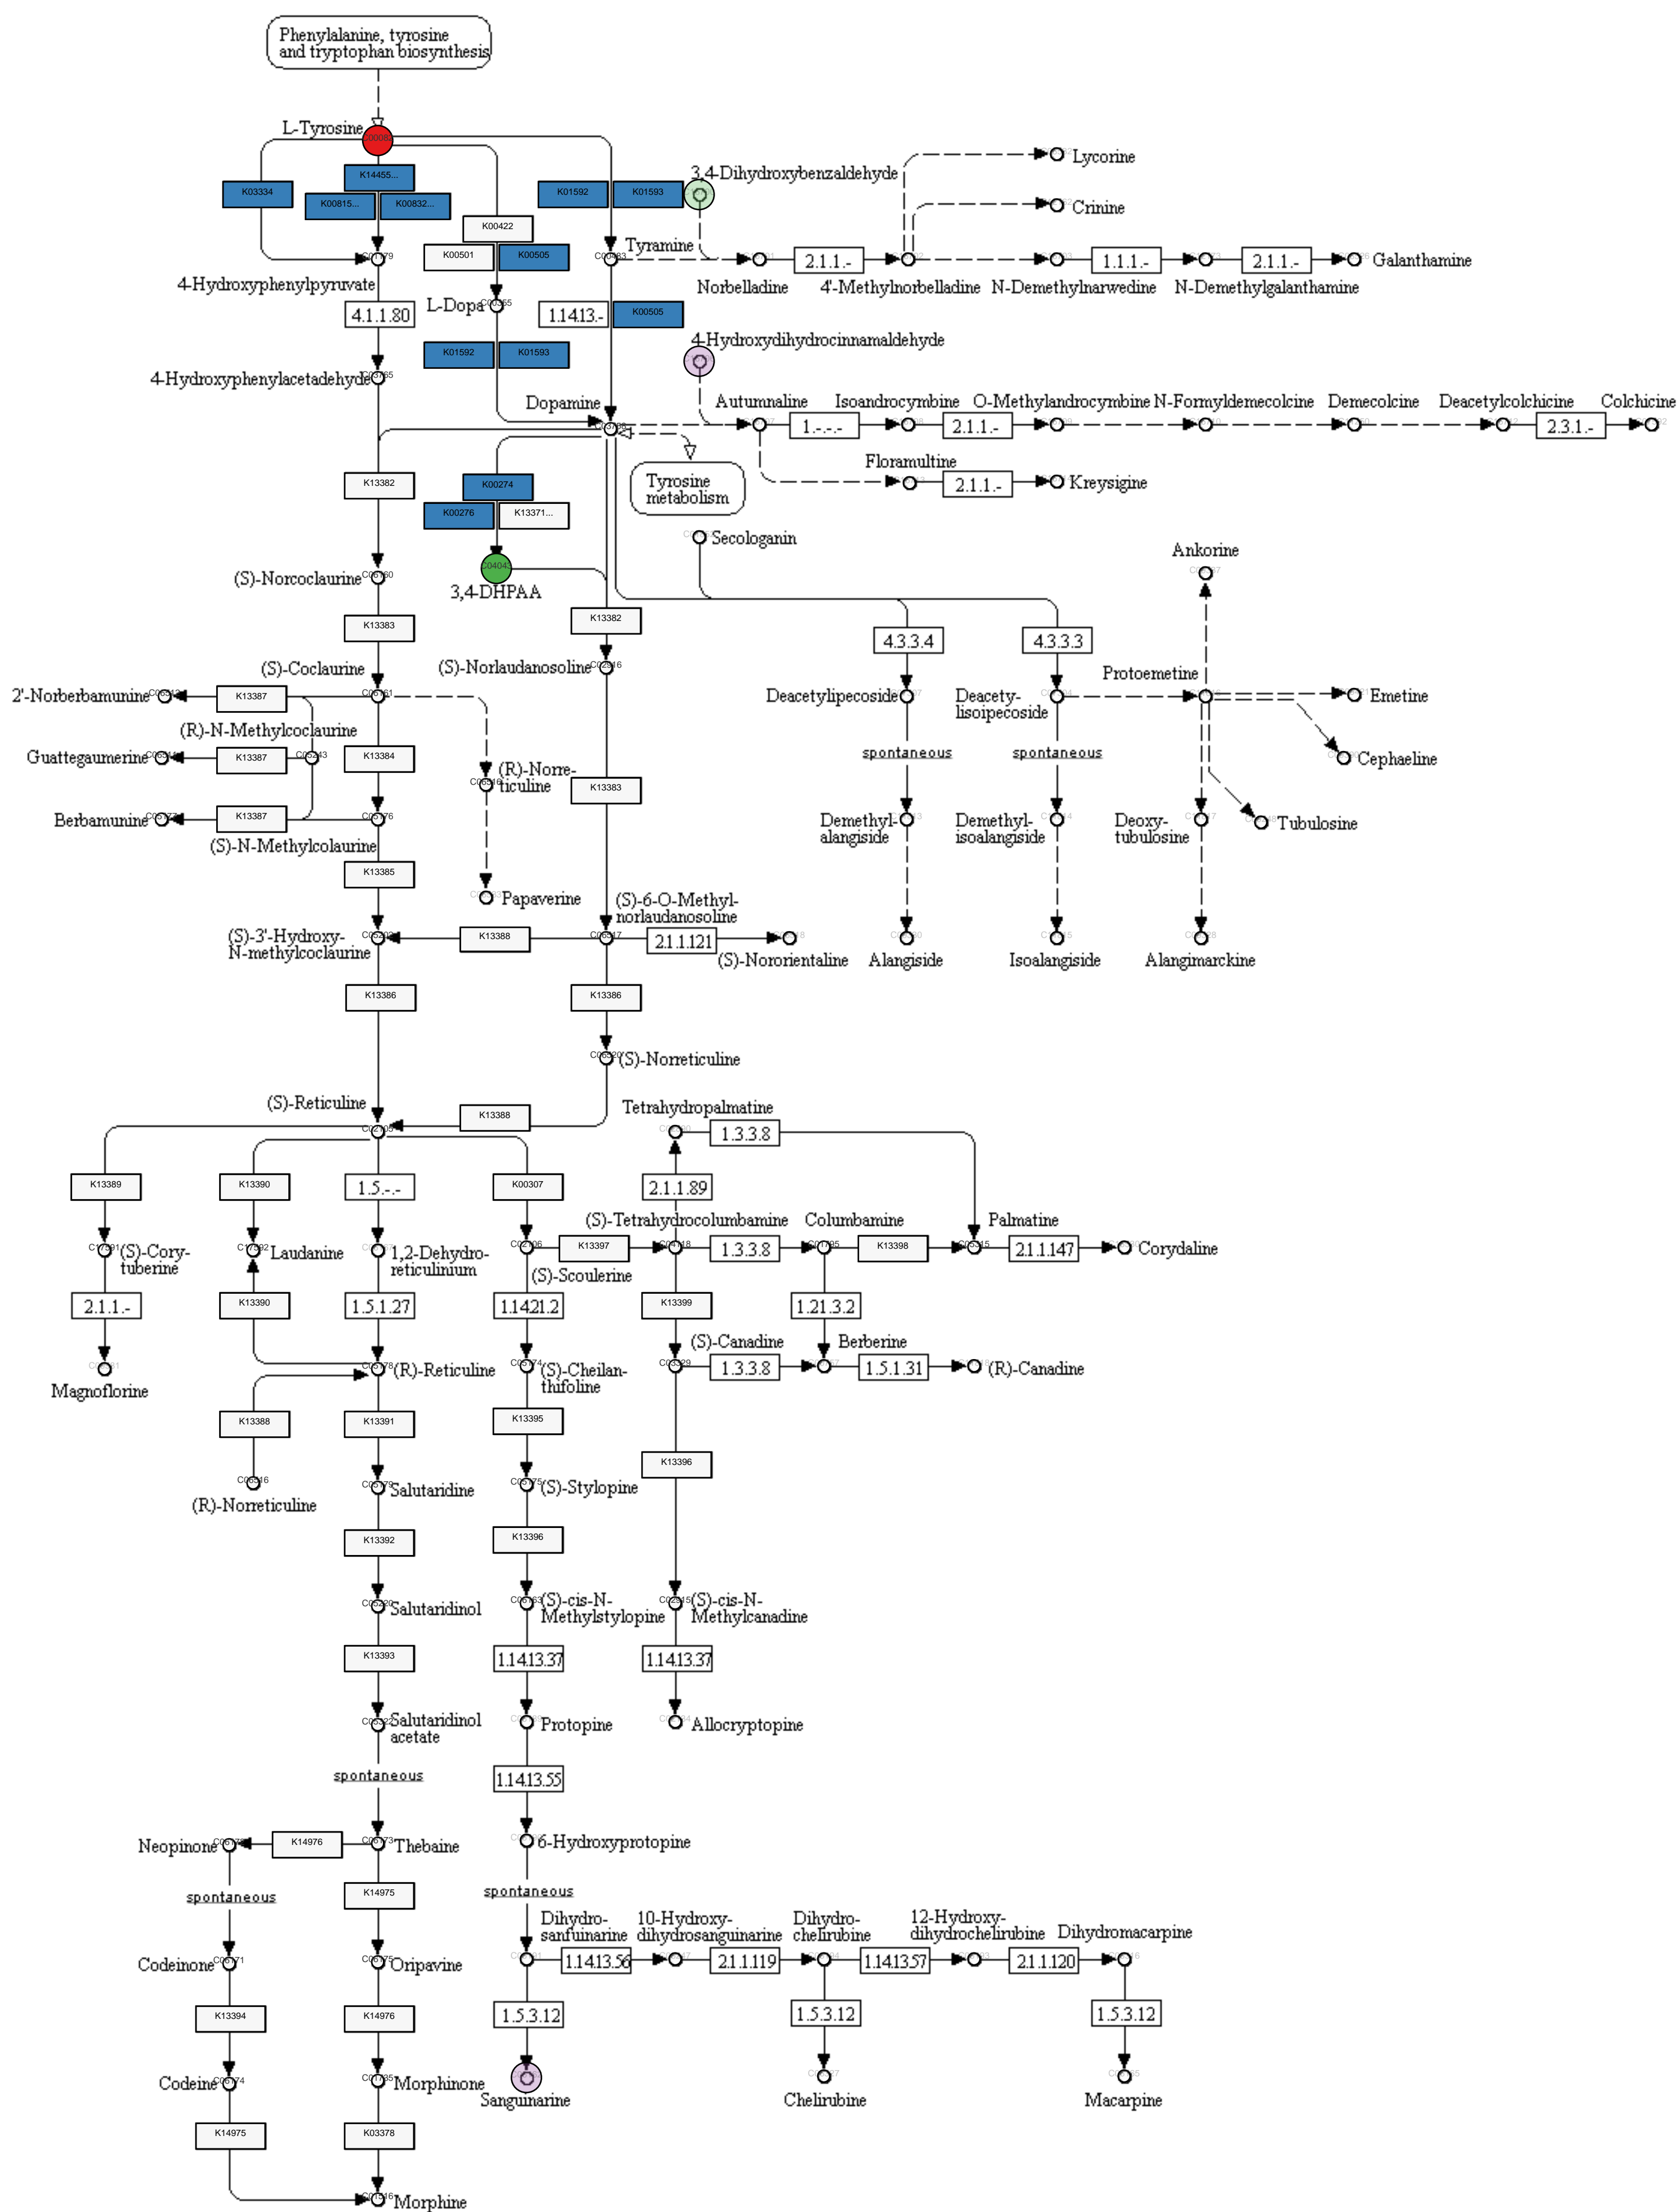 Phenylalanine, tyrosine
and tryptophan biosynthesis
L-Tyrosine
K03334
K14455...
K00815...
K00832...
K01592
K01593
3,4-Dihydroxybenzaldehyde
Lycorine
Crinine
K00422
K00501
K00505
Tyramine
4-Hydroxyphenylpyruvate
Norbelladine
2.1.1.-
4'-Methylnorbelladine
N-Demethylnarwedine
1.1.1.-
N-Demethylgalanthamine
2.1.1.-
Galanthamine
4.1.1.80
L-Dopa
1.14.13.-
K00505
K01592
K01593
4-Hydroxydihydrocinnamaldehyde
4-Hydroxyphenylacetadehyde
Dopamine
Autumnaline
1.-.-.-
Isoandrocymbine
2.1.1.-
O-Methylandrocymbine
N-Formyldemecolcine
Demecolcine
Deacetylcolchicine
2.3.1.-
Colchicine
Floramultine
2.1.1.-
Kreysigine
Tyrosine
metabolism
K13382
K00274
K00276
K13371...
Secologanin
Ankorine
(S)-Norcoclaurine
C04043
3,4-DHPAA
K13383
K13382
4.3.3.4
4.3.3.3
(S)-Coclaurine
(S)-Norlaudanosoline
Protoemetine
2'-Norberbamunine
K13387
Deacetylipecoside
Deacety-
lisoipecoside
Emetine
(R)-N-Methylcoclaurine
Guattegaumerine
K13387
K13384
(R)-Norre-
ticuline
K13383
spontaneous
spontaneous
Cephaeline
Berbamunine
K13387
(S)-N-Methylcolaurine
Demethyl-
alangiside
Demethyl-
isoalangiside
Deoxy-
tubulosine
Tubulosine
K13385
Papaverine
(S)-6-O-Methyl-
norlaudanosoline
(S)-3'-Hydroxy-
N-methylcoclaurine
K13388
2.1.1.121
(S)-Nororientaline
Alangiside
Isoalangiside
Alangimarckine
K13386
K13386
(S)-Norreticuline
(S)-Reticuline
K13388
Tetrahydropalmatine
1.3.3.8
K13389
K13390
1.5.-.-
K00307
2.1.1.89
(S)-Tetrahydrocolumbamine
Columbamine
Palmatine
C17591
(S)-Cory-
tuberine
C17592
Laudanine
1,2-Dehydro-
reticulinium
K13397
(S)-Scoulerine
1.3.3.8
K13398
2.1.1.147
Corydaline
2.1.1.-
K13390
1.5.1.27
1.14.21.2
K13399
1.21.3.2
Magnoflorine
(R)-Reticuline
(S)-Cheilan-
thifoline
(S)-Canadine
1.3.3.8
Berberine
1.5.1.31
(R)-Canadine
K13388
K13391
K13395
K13396
C06516
(R)-Norreticuline
Salutaridine
(S)-Stylopine
K13392
K13396
Salutaridinol
(S)-cis-N-
Methylstylopine
(S)-cis-N-
Methylcanadine
K13393
1.14.13.37
1.14.13.37
Salutaridinol
acetate
Protopine
Allocryptopine
spontaneous
1.14.13.55
Neopinone
K14976
Thebaine
6-Hydroxyprotopine
spontaneous
K14975
spontaneous
Dihydro-
sanfuinarine
10-Hydroxy-
dihydrosanguinarine
Dihydro-
chelirubine
12-Hydroxy-
dihydrochelirubine
Dihydromacarpine
Codeinone
Oripavine
1.14.13.56
2.1.1.119
1.14.13.57
2.1.1.120
K13394
K14976
1.5.3.12
1.5.3.12
1.5.3.12
Codeine
Morphinone
Sanguinarine
Chelirubine
Macarpine
K14975
K03378
Morphine